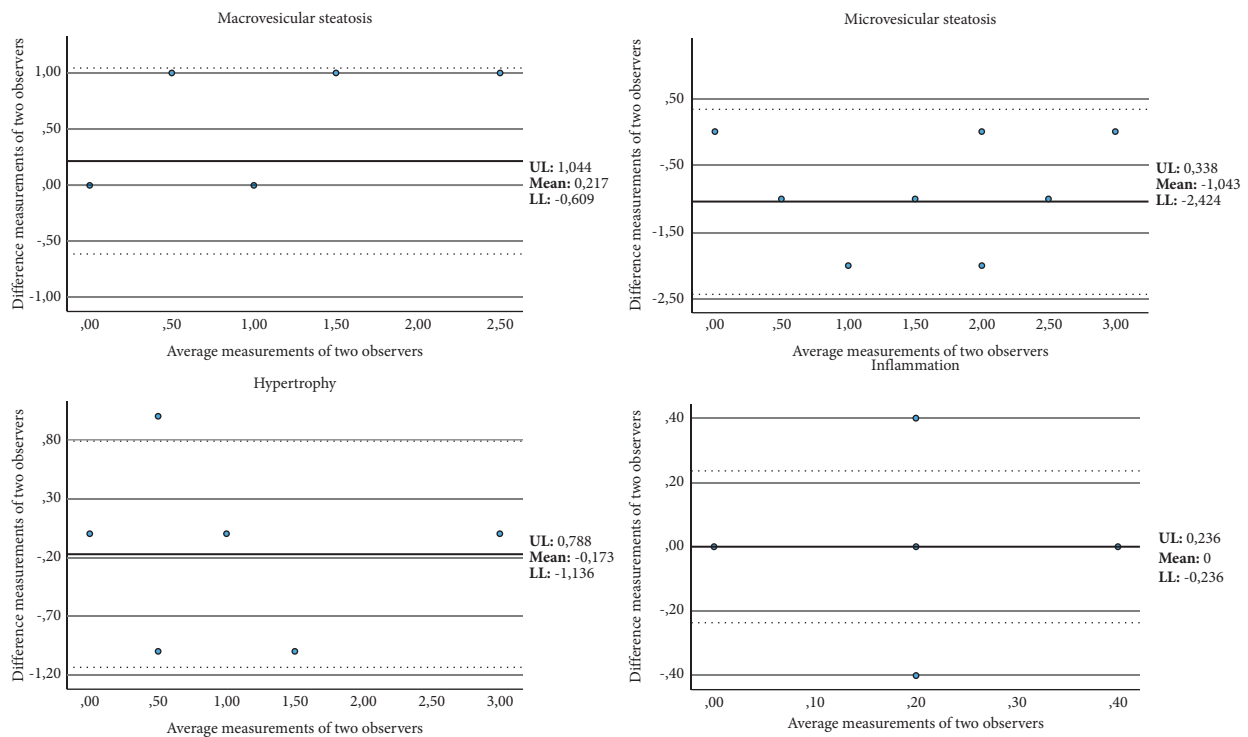 Macrovesicular steatosis
Difference measurements of two observers
1,00
,50
,00
-,50
-1,00
UL: 1,044
Mean: 0,217
LL: -0,609
,00 ,50 1,00 1,50 2,00 2,50
Average measurements of two observers
Microvesicular steatosis
Difference measurements of two observers
,50
-,50
-1,50
-2,50
UL: 0,338
Mean: -1,043
LL: -2,424
,00 ,50 1,00 1,50 2,00 2,50 3,00
Average measurements of two observers
Hypertrophy
Difference measurements of two observers
,80
,30
-,20
-,70
-1,20
UL: 0,788
Mean: -0,173
LL: -1,136
,00 ,50 1,00 1,50 2,00 2,50 3,00
Average measurements of two observers
Inflammation
Difference measurements of two observers
,40
,20
,00
-,20
-,40
UL: 0,236
Mean: 0
LL: -0,236
,00 ,10 ,20 ,30 ,40
Average measurements of two observers